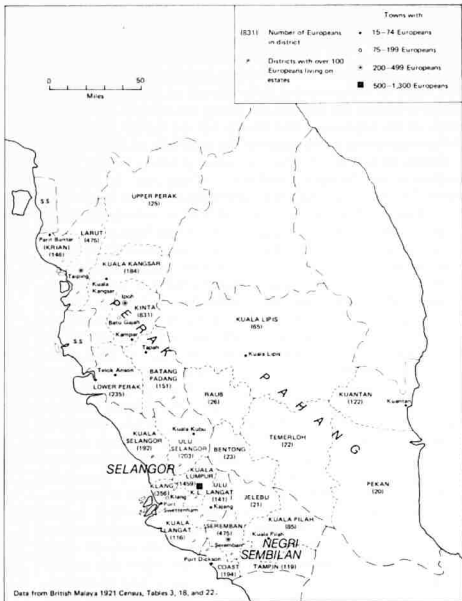 (831) Number of Europeans
in district
Districts with over 100
Europeans living on
estates
Towns with
15–74 Europeans
75–199 Europeans
200–499 Europeans
500–1,300 Europeans
0 50
Miles
UPPER PERAK
(25)
S.S
LARUT
(475)
Parit Buntar
(KRIAN)
(146)
KUALA KANGSAR
(184)
Taiping
Kuala
Kangsar
Ipoh
KINTA
(831)
Batu Gajah
Kampar
Tapah
PERAK
S.S
KUALA LIPIS
(65)
Kuala Lipis
Telok Anson
LOWER PERAK
(235)
BATANG
PADANG
(151)
RAUB
(26)
PAHANG
KUANTAN
(122)
Kuantan
TEMERLOH
(22)
KUALA
SELANGOR
(192)
Kuala Kubu
ULU
SELANGOR
(203)
BENTONG
(23)
PEKAN
(20)
SELANGOR
KUALA
LUMPUR
(1459)
KLANG
(356)
Klang
K.L.
ULU
LANGAT
(141)
Kajang
JELEBU
(21)
Port
Swettenham
KUALA
LANGAT
(116)
SEREMBAN
(475)
Seremban
KUALA PILAH
(85)
Kuala Pilah
NEGRI
SEMBILAN
Port Dickson
COAST
(194)
TAMPIN (119)
Data from British Malaya 1921 Census, Tables 3, 18, and 22.